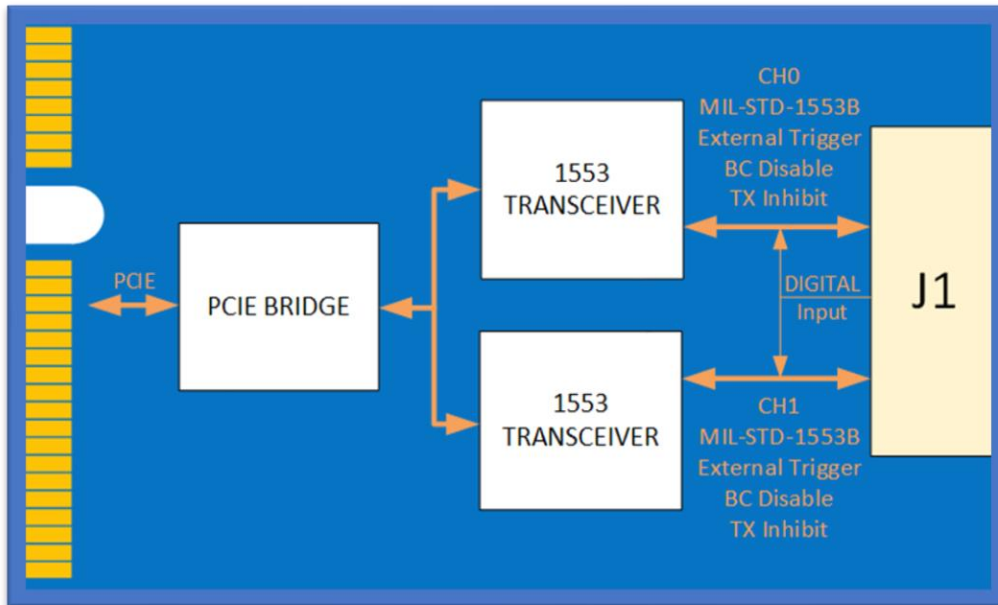 PCIE
PCIE BRIDGE
1553
TRANSCEIVER
1553
TRANSCEIVER
CH0
MIL-STD-1553B
External Trigger
BC Disable
TX Inhibit
DIGITAL
Input
CH1
MIL-STD-1553B
External Trigger
BC Disable
TX Inhibit
J1